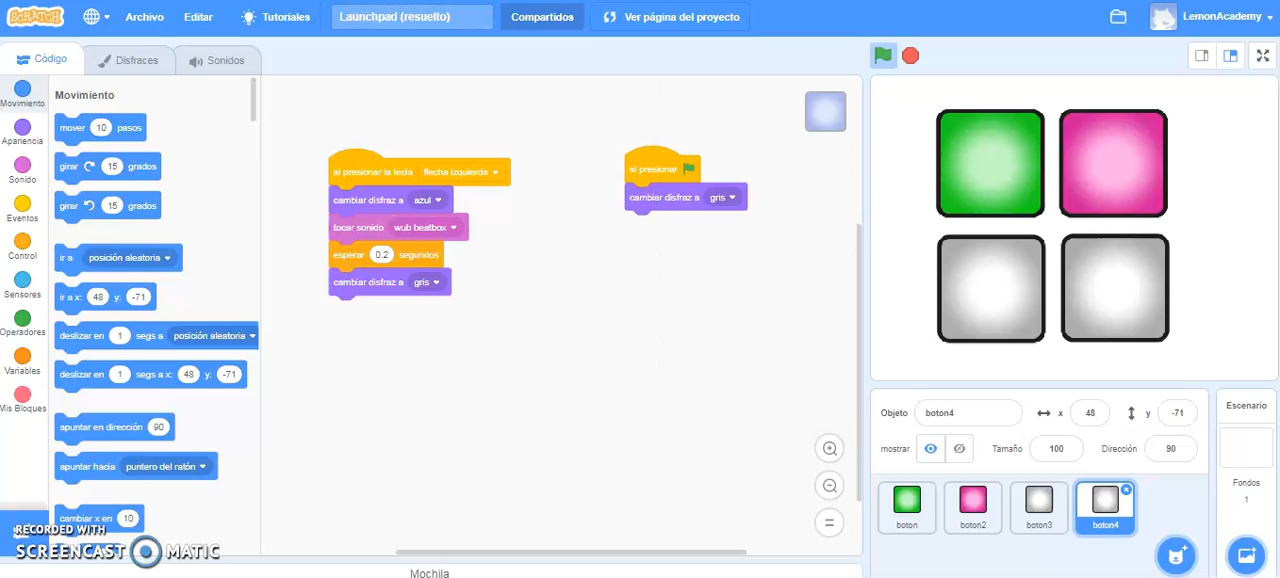 SCRATCH
Archivo
Editar
Tutoriales
Launchpad (resuelto)
Compartidos
Ver página del proyecto
LemonAcademy
Código
Disfraces
Sonidos
Movimiento
Apariencia
Sonido
Eventos
Control
Sensores
Operadores
Variables
Mis Bloques
Movimiento
mover 10 pasos
girar 15 grados
girar 15 grados
ir a posición aleatoria
ir a x: 48 y: -71
deslizar en 1 segs a posición aleatoria
deslizar en 1 segs a x: 48 y: -71
apuntar en dirección 90
apuntar hacia puntero del ratón
cambiar x en 10
al presionar la tecla flecha izquierda
cambiar disfraz a azul
tocar sonido wub beatbox
esperar 0.2 segundos
cambiar disfraz a gris
al presionar
cambiar disfraz a gris
Objeto boton4 x 48 y -71
mostrar Tamaño 100 Dirección 90
boton
boton2
boton3
boton4
Escenario
Fondos
1
Mochila
RECORDED WITH
SCREENCAST MATIC